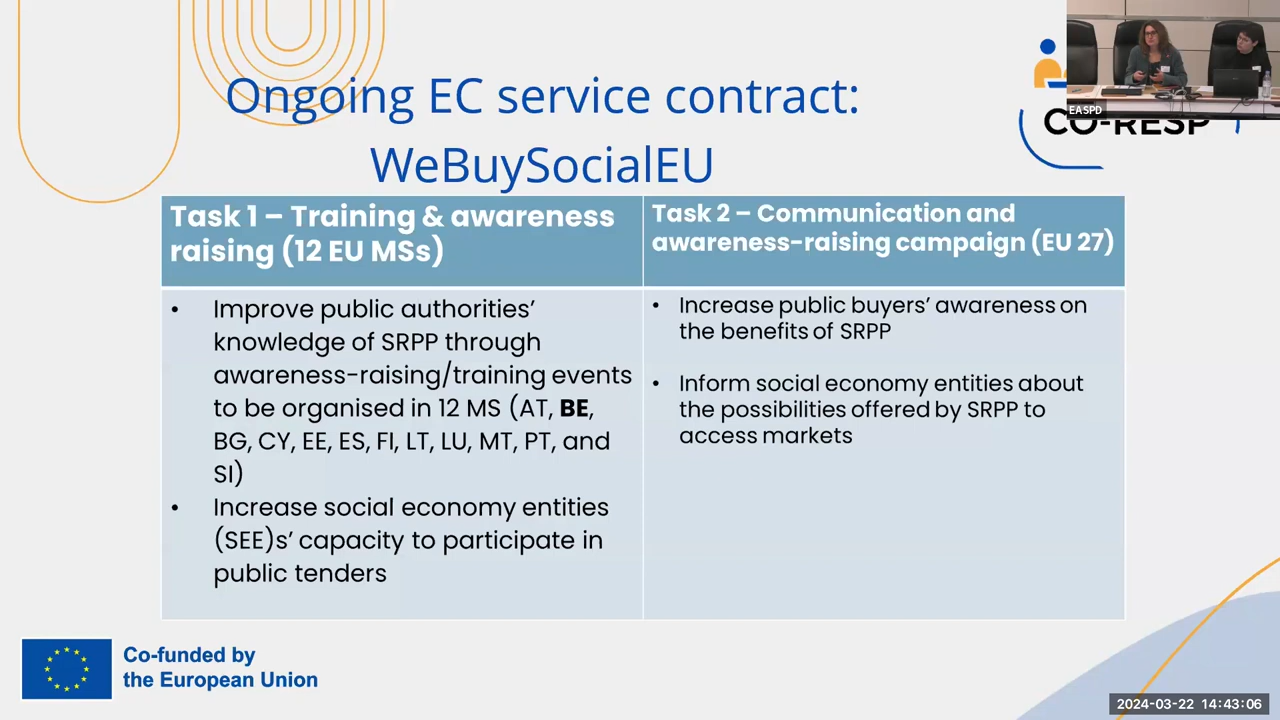 Ongoing EC service contract:
WeBuySocialEU
EASPD
CO-RESP
Task 1 – Training & awareness
raising (12 EU MSs)
Task 2 – Communication and
awareness-raising campaign (EU 27)
• Improve public authorities’
knowledge of SRPP through
awareness-raising/training events
to be organised in 12 MS (AT, BE,
BG, CY, EE, ES, FI, LT, LU, MT, PT, and
SI)
• Increase social economy entities
(SEE)s’ capacity to participate in
public tenders
• Increase public buyers’ awareness on
the benefits of SRPP
• Inform social economy entities about
the possibilities offered by SRPP to
access markets
Co-funded by
the European Union
2024-03-22 14:43:06